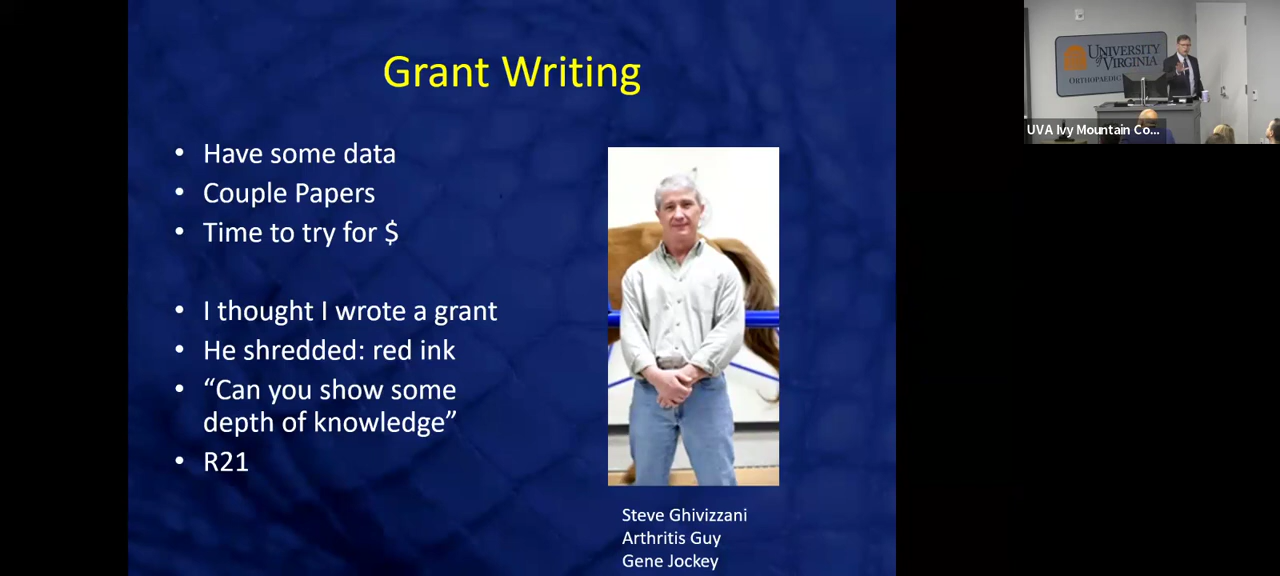 Grant Writing
• Have some data
• Couple Papers
• Time to try for $
• I thought I wrote a grant
• He shredded: red ink
• “Can you show some
depth of knowledge”
• R21
Steve Ghivizzani
Arthritis Guy
Gene Jockey
UNIVERSITY
of VIRGINIA
ORTHOPAEDIC
UVA Ivy Mountain Co...